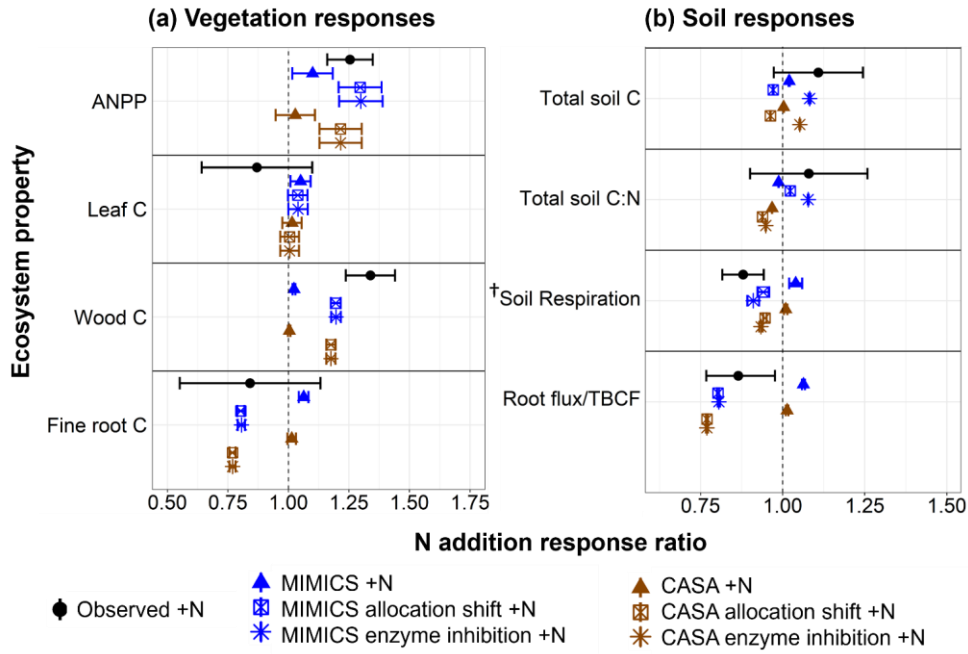 (a) Vegetation responses
(b) Soil responses
Ecosystem property
ANPP
Leaf C
Wood C
Fine root C
0.50 0.75 1.00 1.25 1.50 1.75
Total soil C
Total soil C:N
†Soil Respiration
Root flux/TBCF
0.75 1.00 1.25 1.50
N addition response ratio
Observed +N
MIMICS +N
MIMICS allocation shift +N
MIMICS enzyme inhibition +N
CASA +N
CASA allocation shift +N
CASA enzyme inhibition +N